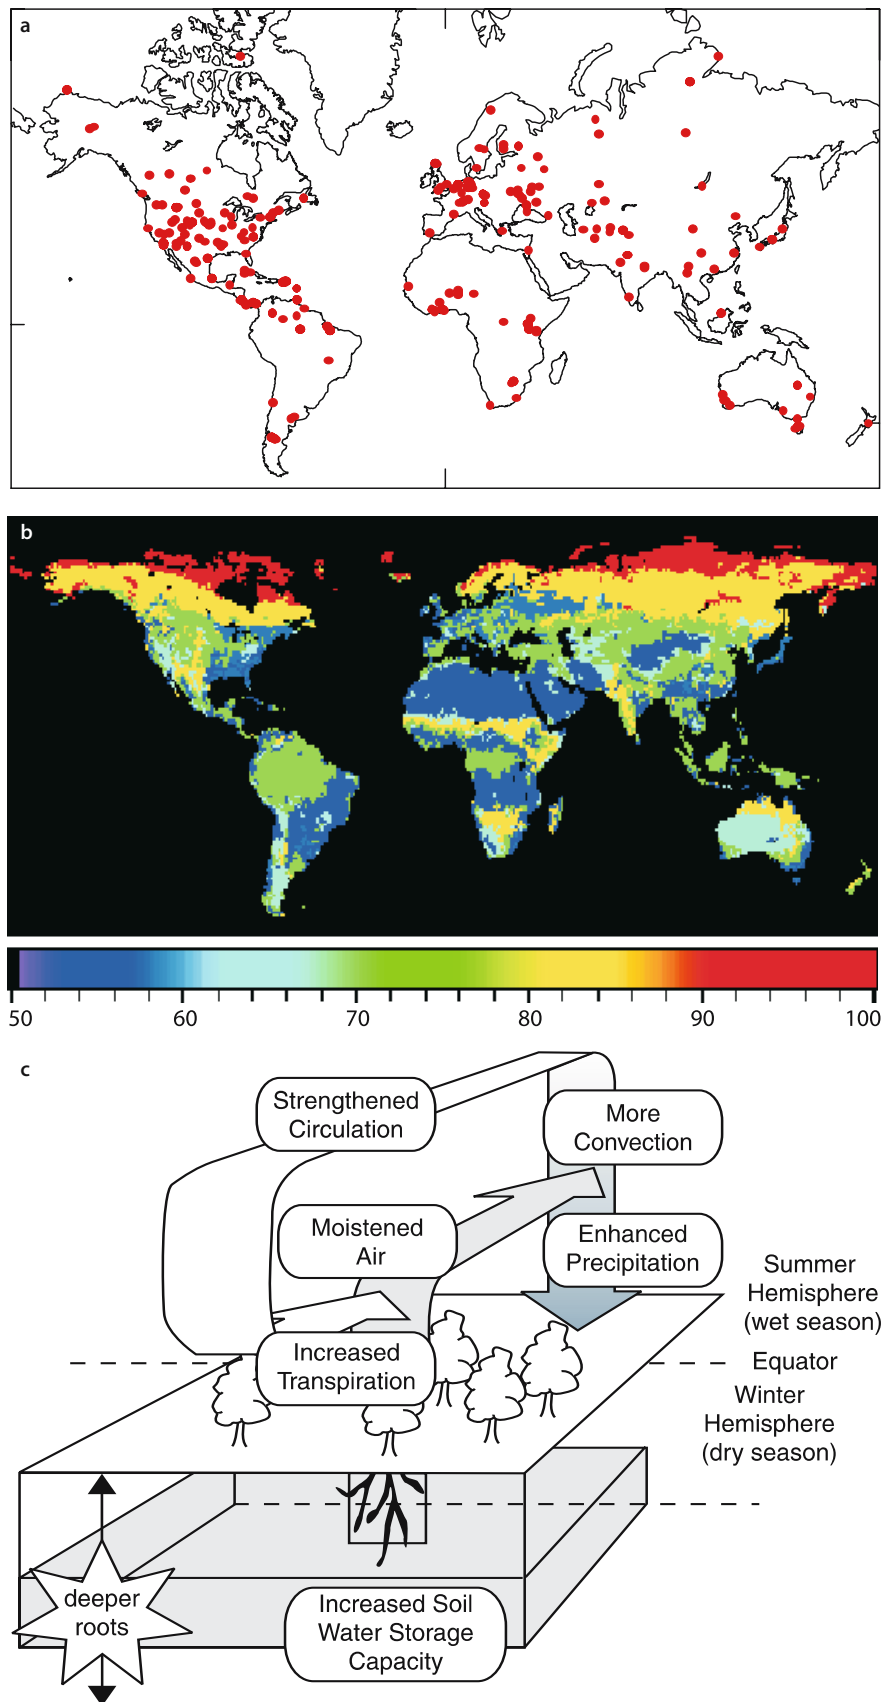 a
b
50 60 70 80 90 100
c
Strengthened
Circulation
More
Convection
Moistened
Air
Enhanced
Precipitation
Summer
Hemisphere
(wet season)
Increased
Transpiration
Equator
Winter
Hemisphere
(dry season)
deeper
roots
Increased Soil
Water Storage
Capacity